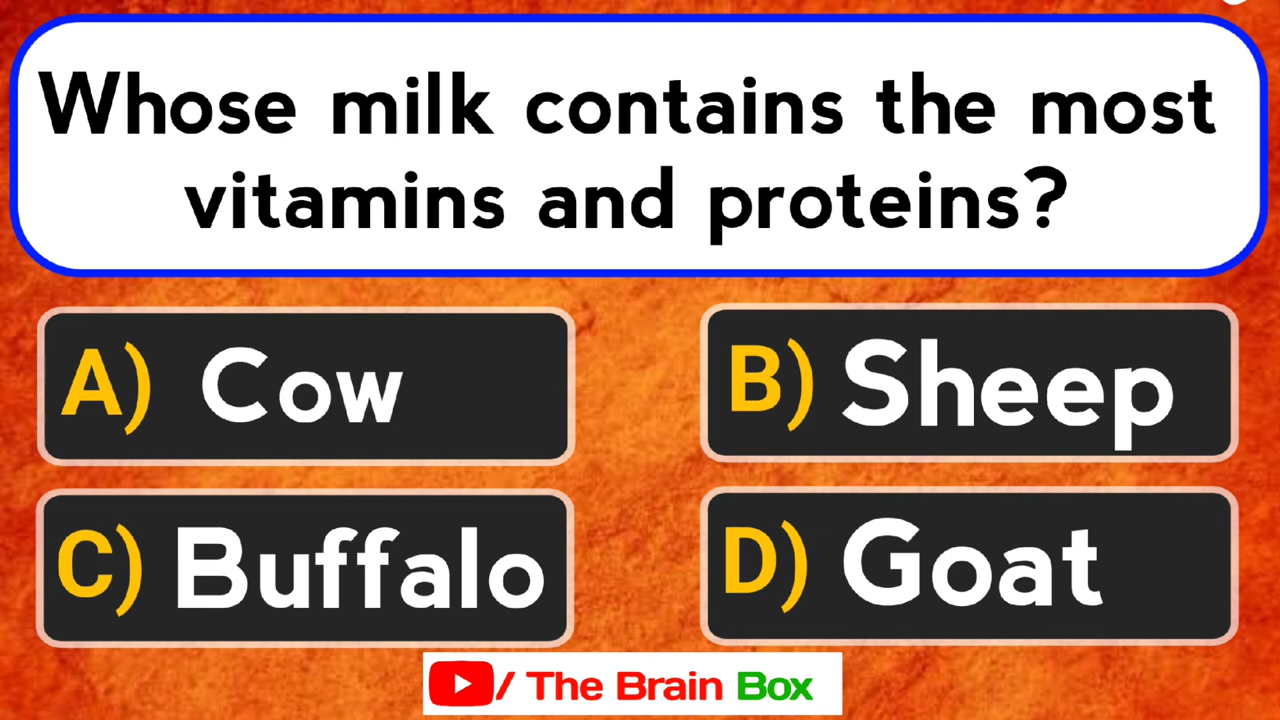 Whose milk contains the most
vitamins and proteins?
A) Cow
B) Sheep
C) Buffalo
D) Goat
/ The Brain Box